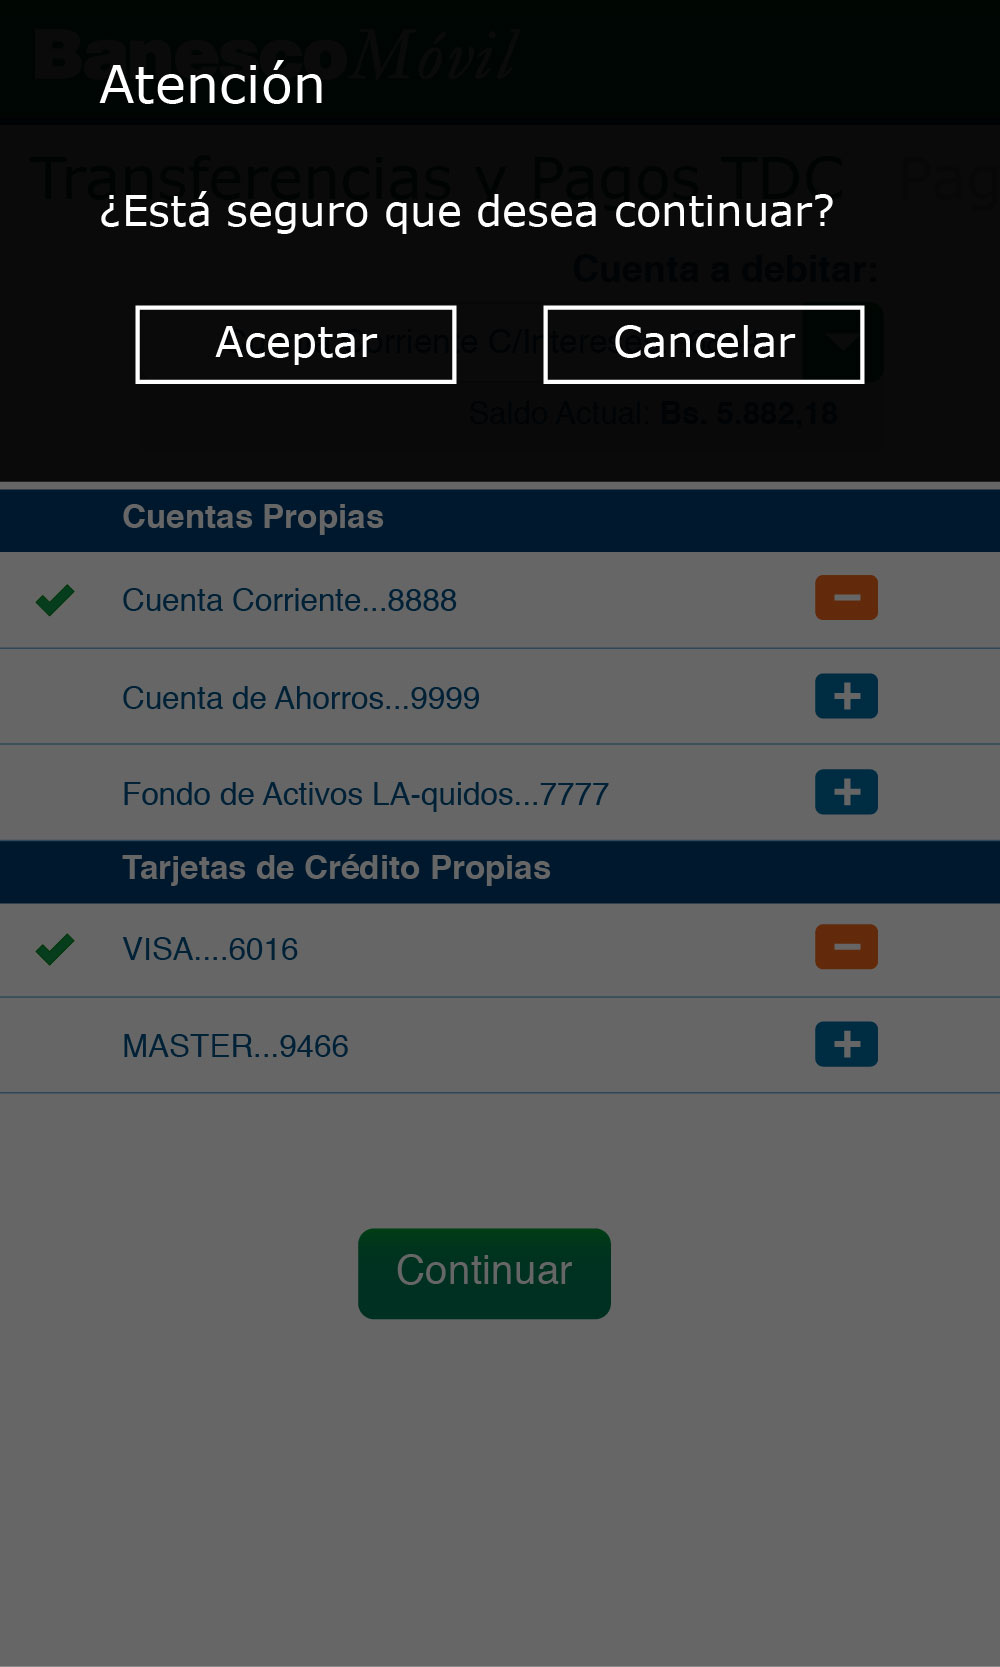 BanescoMóvil
Atención
Transferencias y Pagos TDC Pag
¿Está seguro que desea continuar?
Cuenta a debitar:
Aceptar
Cancelar
Corriente C/Intereses
Saldo Actual: Bs. 5.882,18
Cuentas Propias
Cuenta Corriente...8888
Cuenta de Ahorros...9999
Fondo de Activos LA-quidos...7777
Tarjetas de Crédito Propias
VISA....6016
MASTER...9466
Continuar